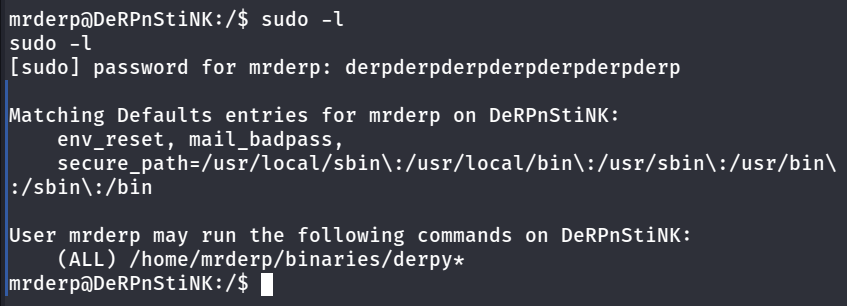 mrderp@DeRPnStiNK:/$ sudo -l
sudo -l
[sudo] password for mrderp: derpderpderpderpderpderpderp
Matching Defaults entries for mrderp on DeRPnStiNK:
    env_reset, mail_badpass,
    secure_path=/usr/local/sbin\:/usr/local/bin\:/usr/sbin\:/usr/bin\
:/sbin\:/bin
User mrderp may run the following commands on DeRPnStiNK:
    (ALL) /home/mrderp/binaries/derpy*
mrderp@DeRPnStiNK:/$